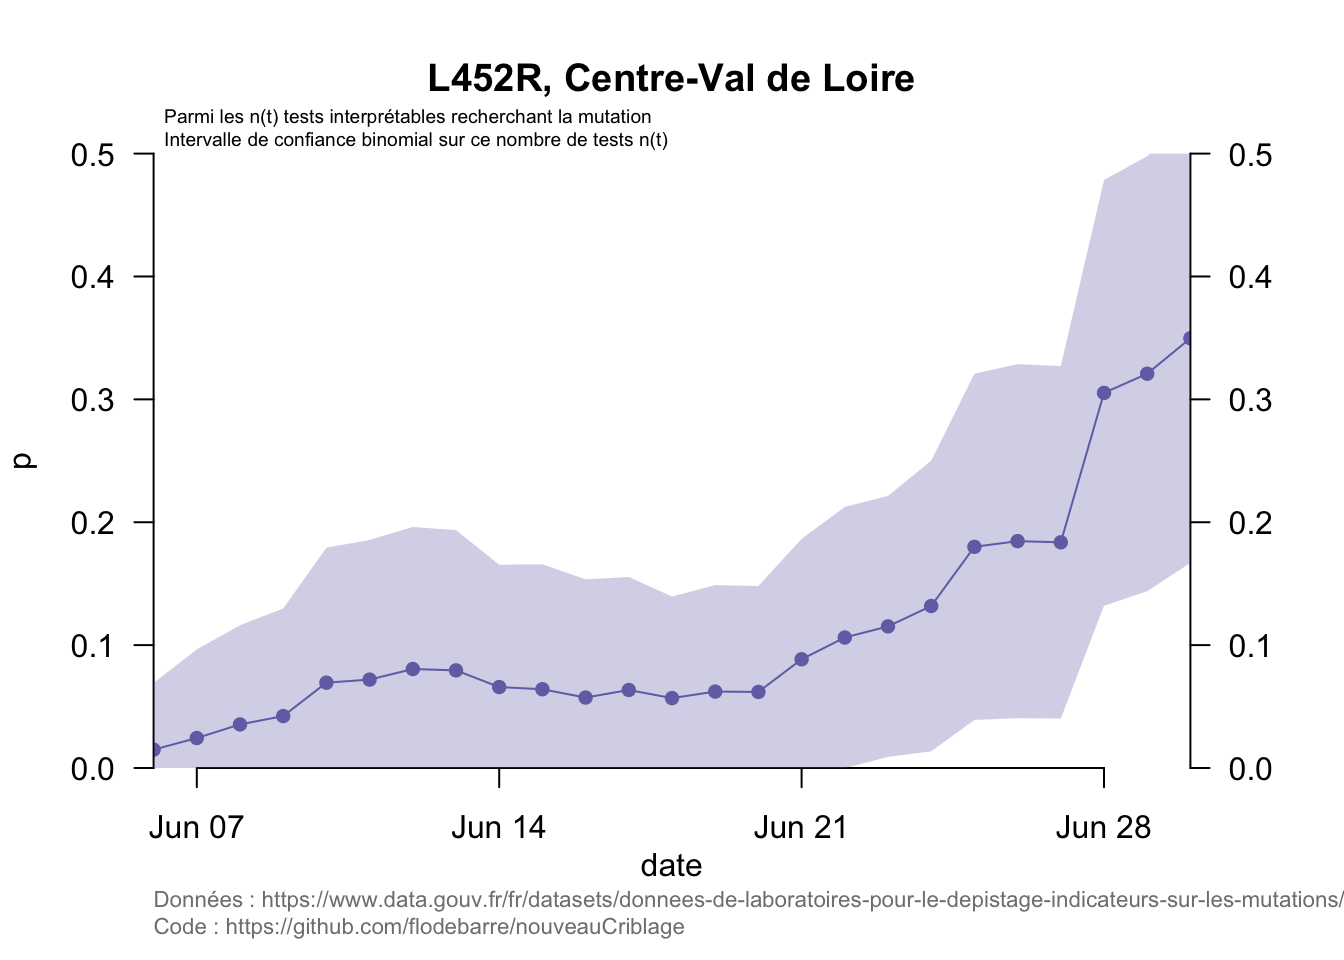 L452R, Centre-Val de Loire
Parmi les n(t) tests interprétables recherchant la mutation
Intervalle de confiance binomial sur ce nombre de tests n(t)
0.5
0.4
0.3
0.2
0.1
0.0
p
0.5
0.4
0.3
0.2
0.1
0.0
Jun 07
Jun 14
Jun 21
Jun 28
date
Données : https://www.data.gouv.fr/fr/datasets/donnees-de-laboratoires-pour-le-depistage-indicateurs-sur-les-mutations/
Code : https://github.com/flodebarre/nouveauCriblage